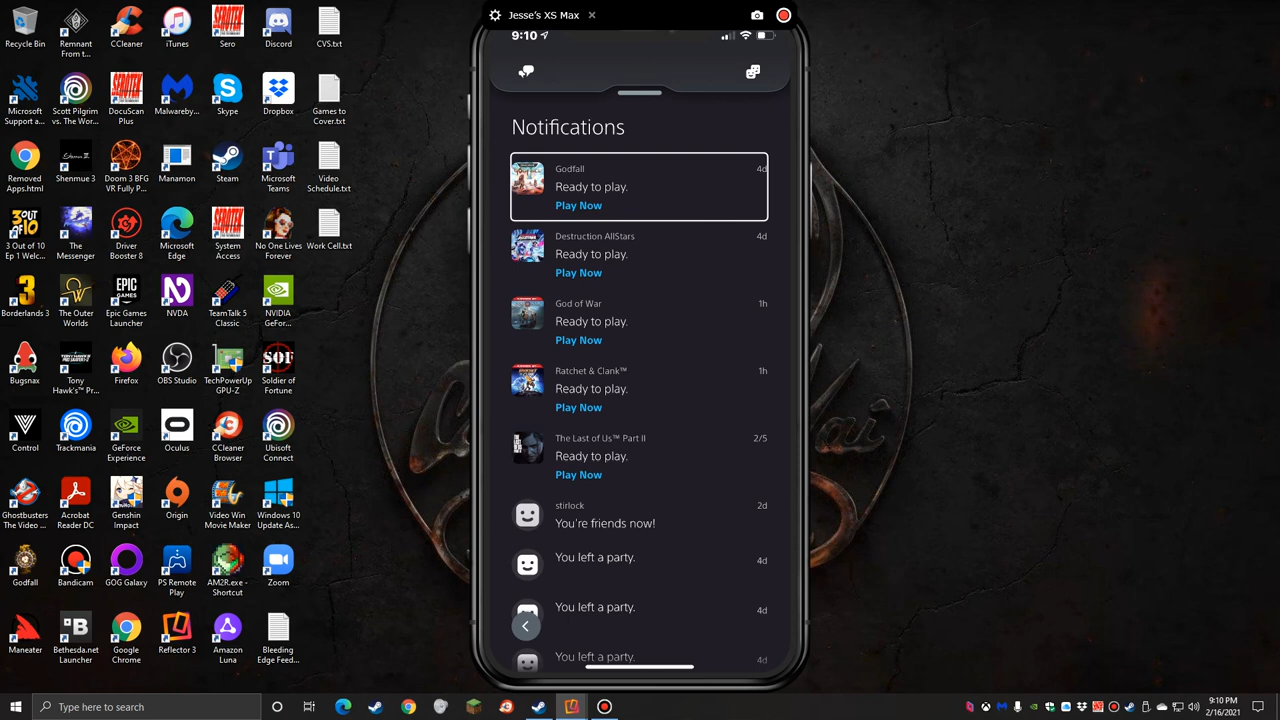 Recycle Bin
Remnant From t...
CCleaner
iTunes
Sero
Discord
CVS.txt
Microsoft Support a...
Scott Pilgrim vs. The Wor...
DocuScan Plus
Malwareby...
Skype
Dropbox
Games to Cover.txt
Removed Apps.html
Shenmue 3
Doom 3 BFG VR Fully P...
Manamon
Steam
Microsoft Teams
Video Schedule.txt
3 Out of 10 Ep 1 Welc...
The Messenger
Driver Booster 8
Microsoft Edge
System Access
No One Lives Forever
Work Cell.txt
Borderlands 3
The Outer Worlds
Epic Games Launcher
NVDA
TeamTalk 5 Classic
NVIDIA GeFor...
Bugsnax
Tony Hawk's™ Pr...
Firefox
OBS Studio
TechPowerUp GPU-Z
Soldier of Fortune
Control
Trackmania
GeForce Experience
Oculus
CCleaner Browser
Ubisoft Connect
Ghostbusters The Video ...
Acrobat Reader DC
Genshin Impact
Origin
Video Win Movie Maker
Windows 10 Update As...
Godfall
Bandicam
GOG Galaxy
PS Remote Play
AM2R.exe - Shortcut
Zoom
Maneater
Bethesda.net Launcher
Google Chrome
Reflector 3
Amazon Luna
Bleeding Edge Feed...
Jesse's XS Max
9:10
Notifications
Godfall 4d
Ready to play.
Play Now
Destruction AllStars 4d
Ready to play.
Play Now
God of War 1h
Ready to play.
Play Now
Ratchet & Clank™ 1h
Ready to play.
Play Now
The Last of Us™ Part II 2/5
Ready to play.
Play Now
stirlock 2d
You're friends now!
You left a party. 4d
You left a party. 4d
You left a party. 4d
Type here to search
9:10 PM
2/16/2021